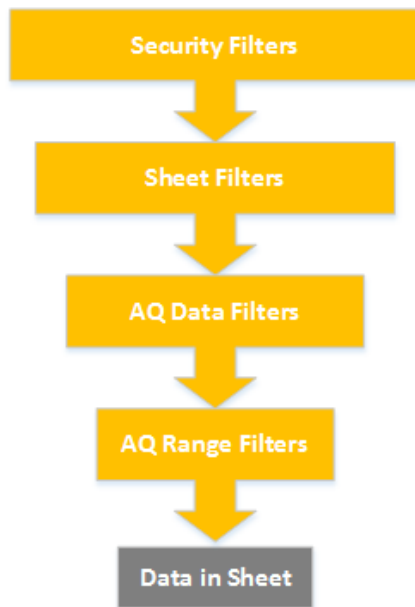 Security Filters
Sheet Filters
AQ Data Filters
AQ Range Filters
Data in Sheet